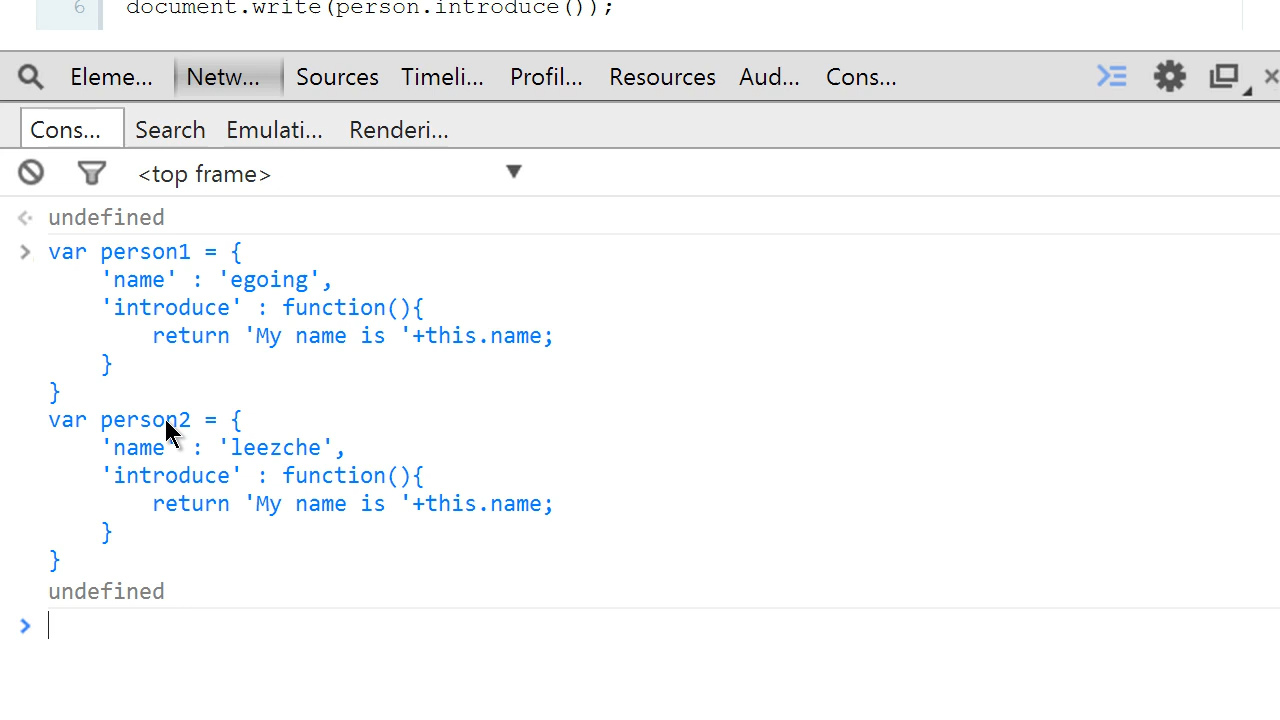 6 document.write(person.introduce());
Eleme... Netw... Sources Timeli... Profil... Resources Aud... Cons...
Cons... Search Emulati... Renderi...
<top frame>
undefined
var person1 = {
'name' : 'egoing',
'introduce' : function(){
return 'My name is '+this.name;
}
}
var person2 = {
'name' : 'leezche',
'introduce' : function(){
return 'My name is '+this.name;
}
}
undefined